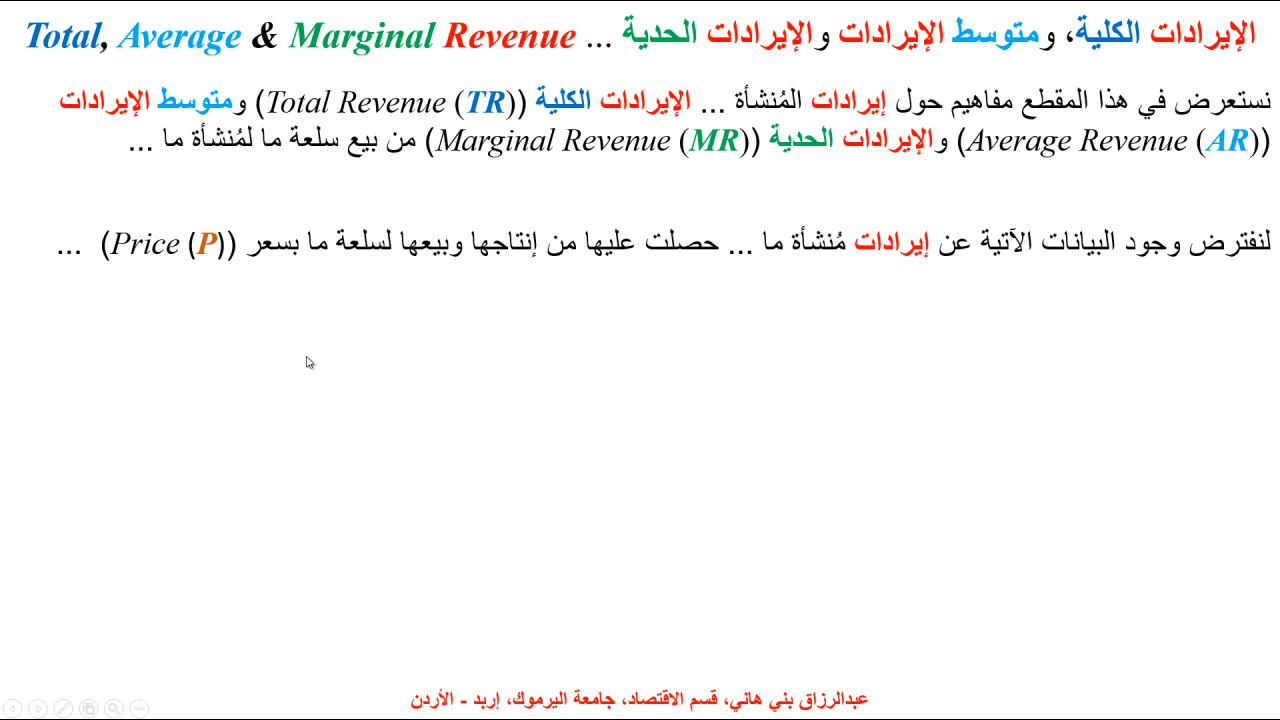 الإيرادات الكلية، ومتوسط الإيرادات والإيرادات الحدية ... Total, Average & Marginal Revenue
نستعرض في هذا المقطع مفاهيم حول إيرادات المُنشأة ... الإيرادات الكلية (Total Revenue (TR)) ومتوسط الإيرادات
(Average Revenue (AR)) والإيرادات الحدية (Marginal Revenue (MR)) من بيع سلعة ما لمُنشأة ما ...
لنفترض وجود البيانات الآتية عن إيرادات مُنشأة ما ... حصلت عليها من إنتاجها وبيعها لسلعة ما بسعر (Price (P)) ...
عبدالرزاق بني هاني، قسم الاقتصاد، جامعة اليرموك، إربد - الأردن